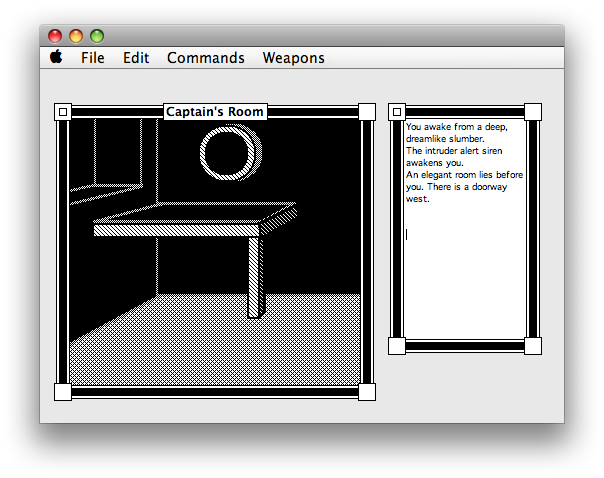 File Edit Commands Weapons
Captain's Room
You awake from a deep,
dreamlike slumber.
The intruder alert siren
awakens you.
An elegant room lies before
you. There is a doorway
west.